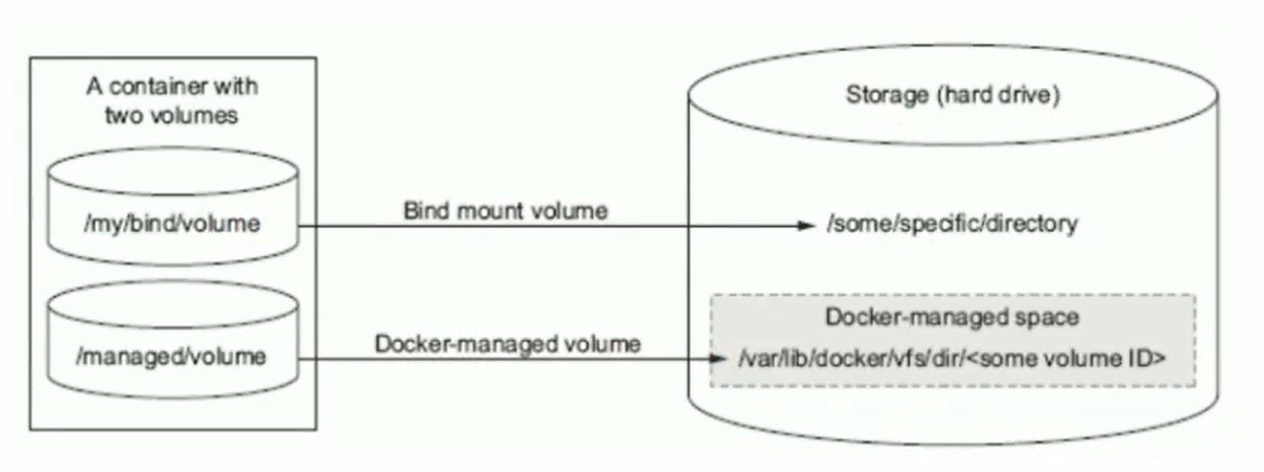 A container with
two volumes
/my/bind/volume
/managed/volume
Bind mount volume
Docker-managed volume
Storage (hard drive)
/some/specific/directory
Docker-managed space
/var/lib/docker/vfs/dir/<some volume ID>